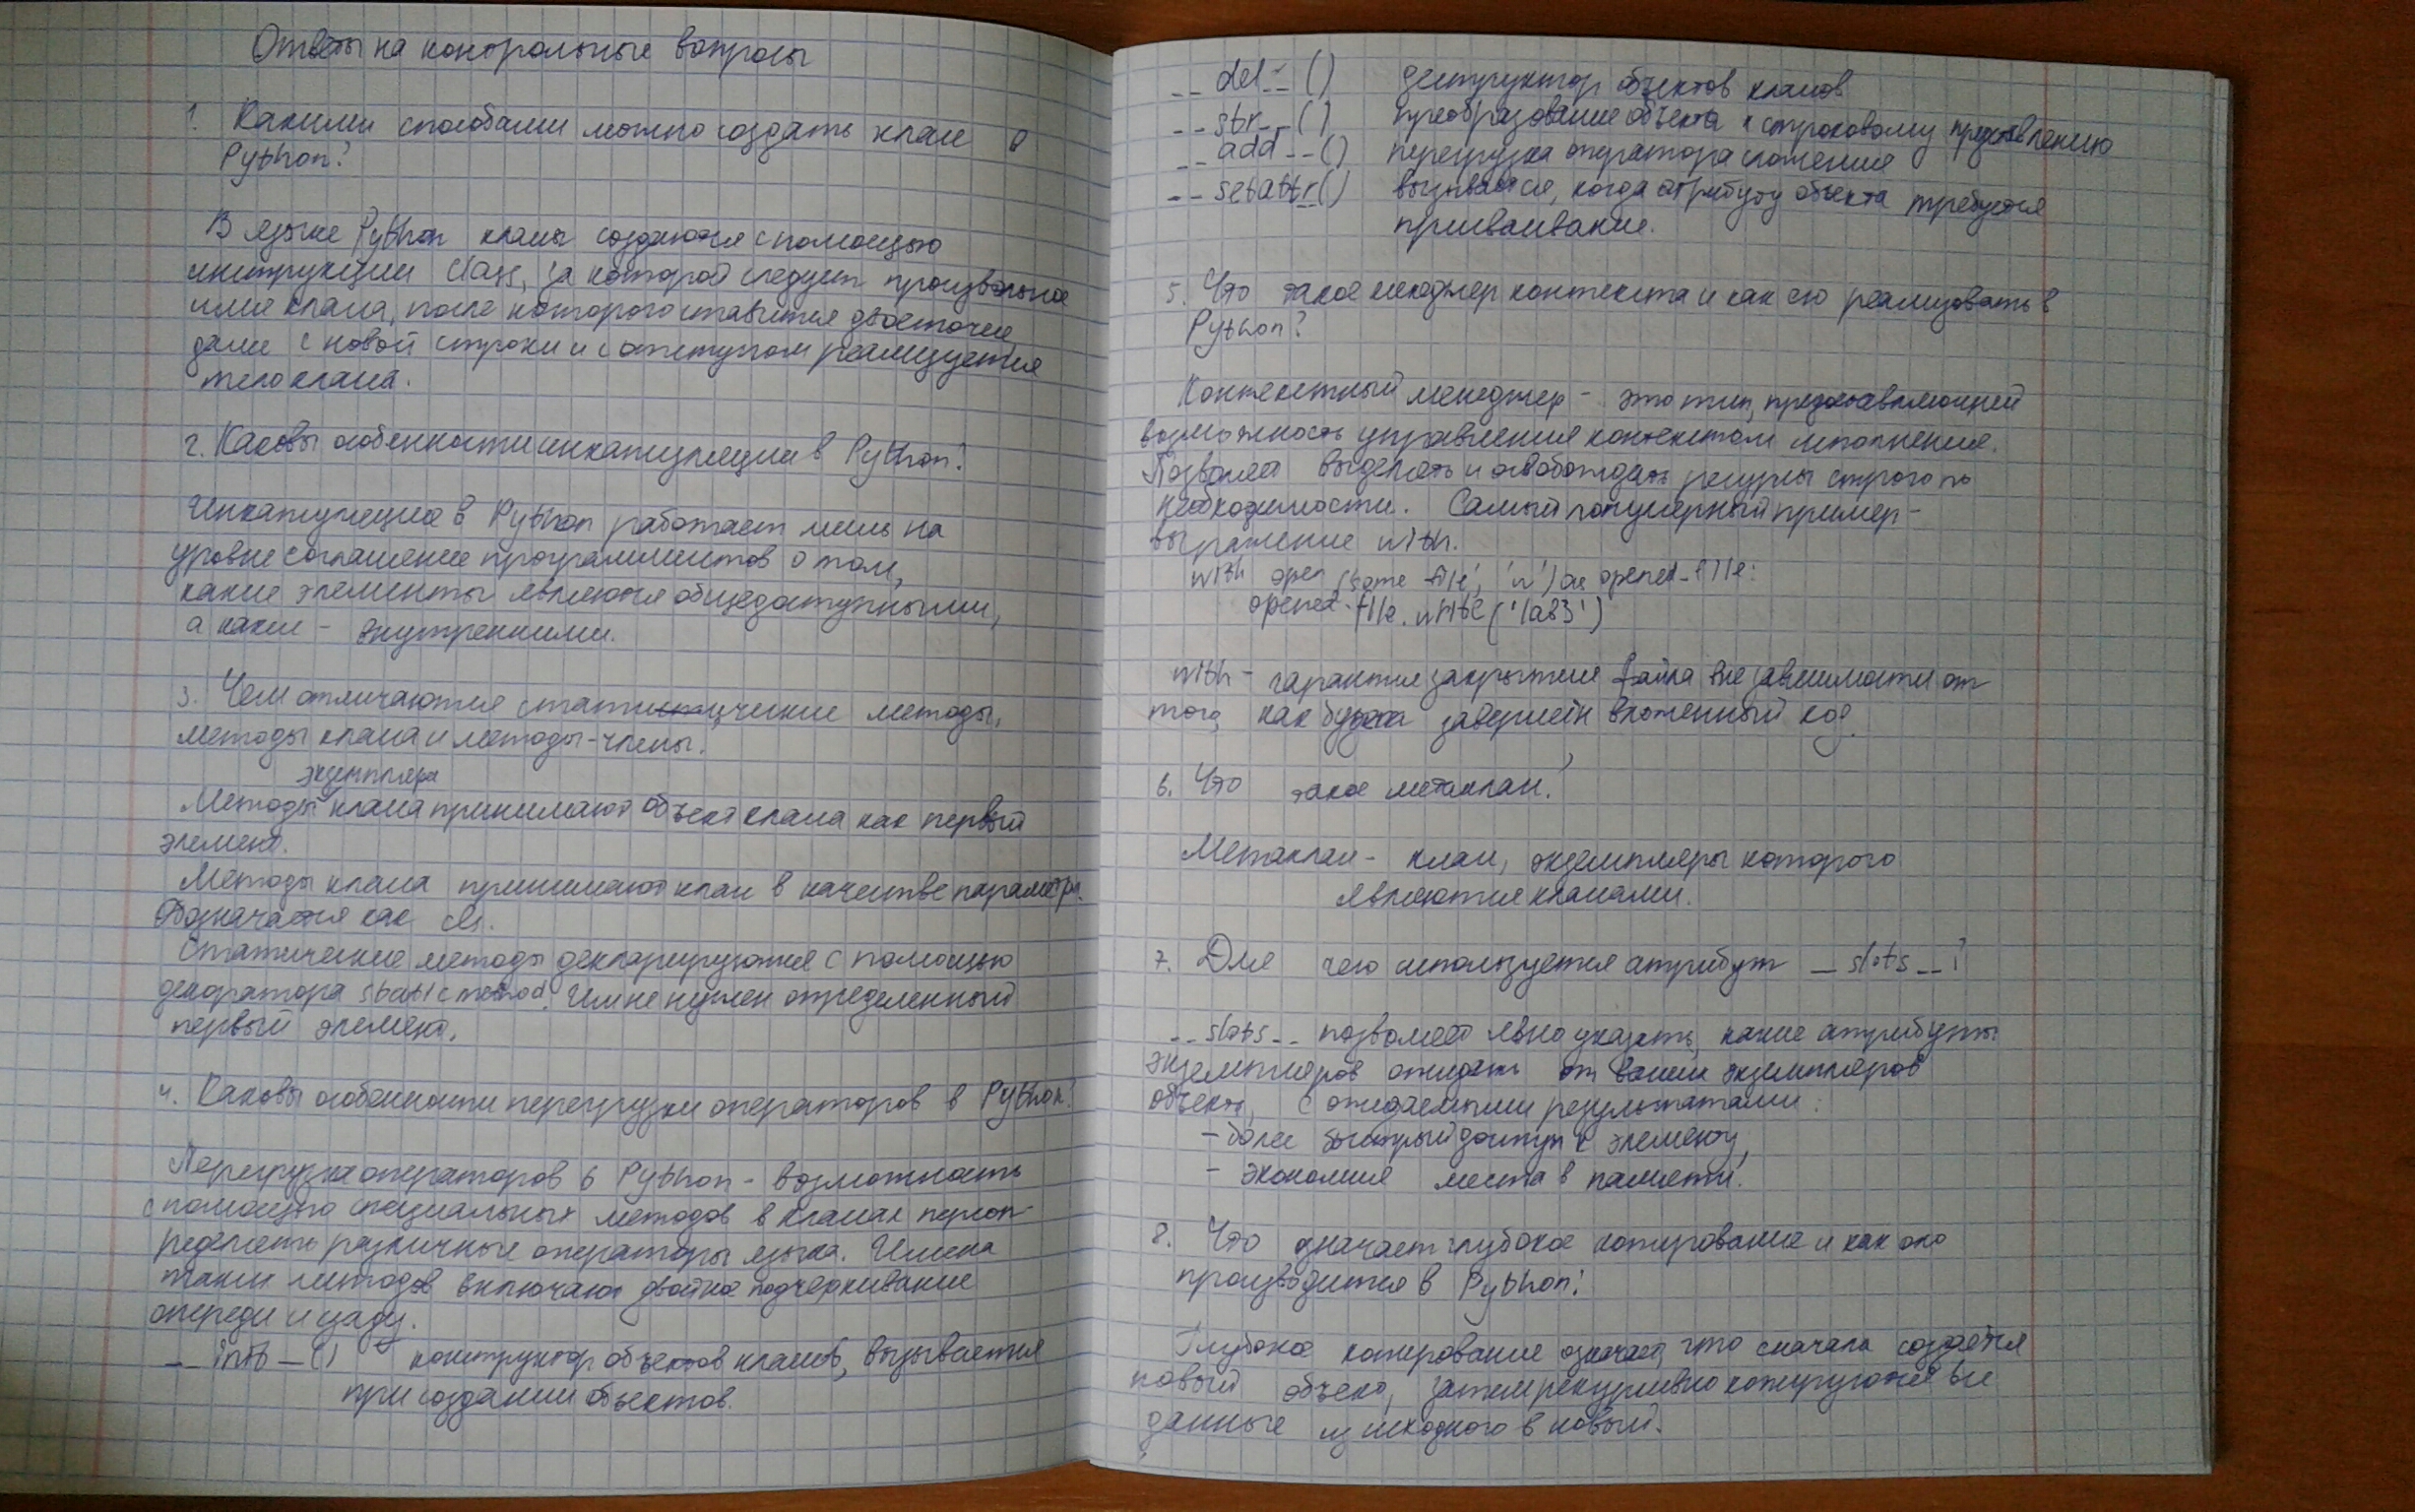 Ответы на контрольные вопросы
1. Какими способами можно создать класс в
Python?
В языке Python классы создаются с помощью
инструкции class, за которой следует произвольное
имя класса, после которого ставится двоеточие,
далее с новой строки и с отступом реализуется
тело класса.
2. Каковы особенности инкапсуляции в Python?
Инкапсуляция в Python работает лишь на
уровне соглашения программистов о том,
какие элементы являются общедоступными,
а какие - внутренними.
3. Чем отличаются статические методы,
методы класса и методы-члены.
экземпляра
Методы класса принимают объект класса как первый
элемент.
Методы класса принимают класс в качестве параметра.
Обозначается как cls.
Статические методы декларируются с помощью
декоратора staticmethod. Им не нужен определенный
первый элемент.
4. Каковы особенности перегрузки операторов в Python?
Перегрузка операторов в Python - возможность
с помощью специальных методов в классах переоп-
ределять различные операторы языка. Имена
таких методов включают двойное подчеркивание
спереди и сзади.
__init__() конструктор объектов классов, вызывается
при создании объектов.
__del__() деструктор объектов классов
__str__() преобразование объекта к строковому представлению
__add__() перегрузка оператора сложения
__setattr__() вызывается, когда атрибуту объекта требуется
присваивание.
5. Что такое менеджер контекста и как его реализовать в
Python?
Контекстный менеджер - это тип, предоставляющий
возможность управления контекстом исполнения.
Позволяет выделять и освобождать ресурсы строго по
необходимости. Самый популярный пример -
выражение with.
with open (some file', 'w') as opened_file:
opened_file. write ('1a83')
with - гарантия закрытия файла вне зависимости от
того, как будет завершён вложенный код.
6. Что такое метакласс?
Метакласс - класс, экземпляры которого
являются классами.
7. Для чего используется атрибут __slots__?
__slots__ позволяет явно указать, какие атрибуты
экземпляров ожидать от ваших экземпляров
объекта, с ожидаемыми результатами:
- более быстрый доступ к элементу,
- экономия места в памяти.
8. Что означает глубокое копирование и как оно
производится в Python?
Глубокое копирование означает, что сначала создаётся
новый объект, затем рекурсивно копируются все
данные из исходного в новый.